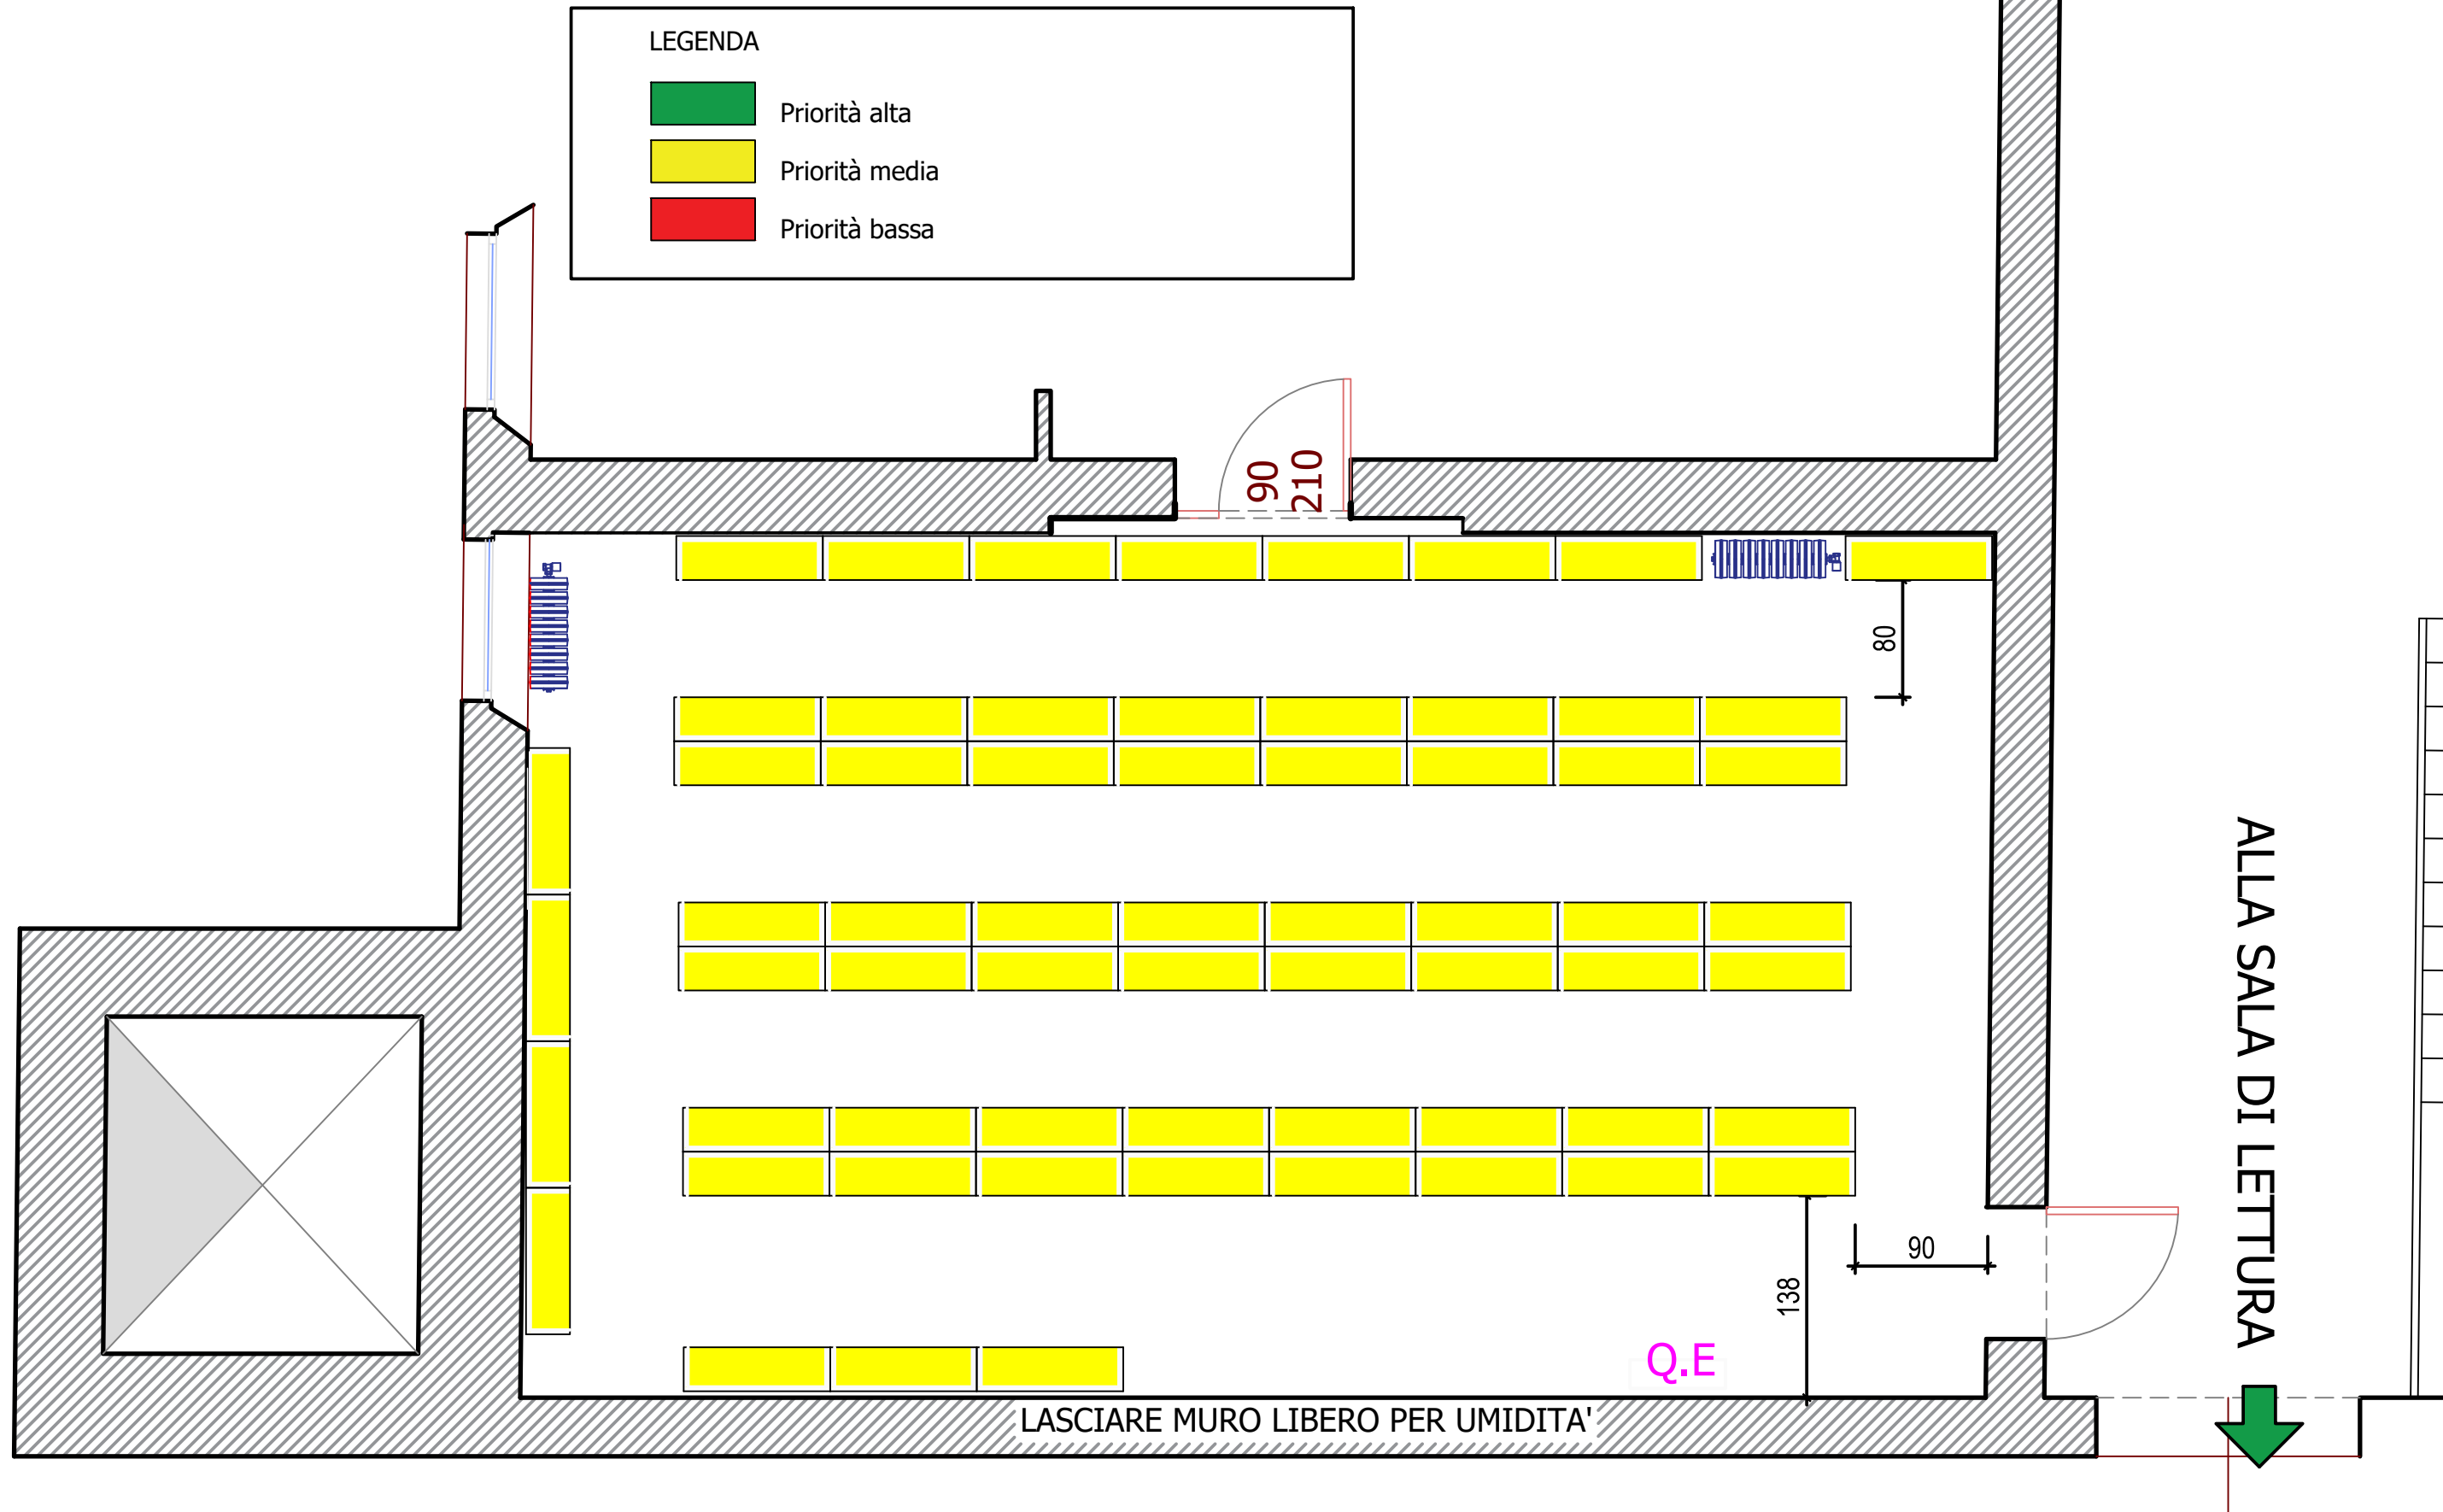 LEGENDA
Priorità alta
Priorità media
Priorità bassa
90
210
80
ALLA SALA DI LETTURA
90
138
Q.E
LASCIARE MURO LIBERO PER UMIDITA'